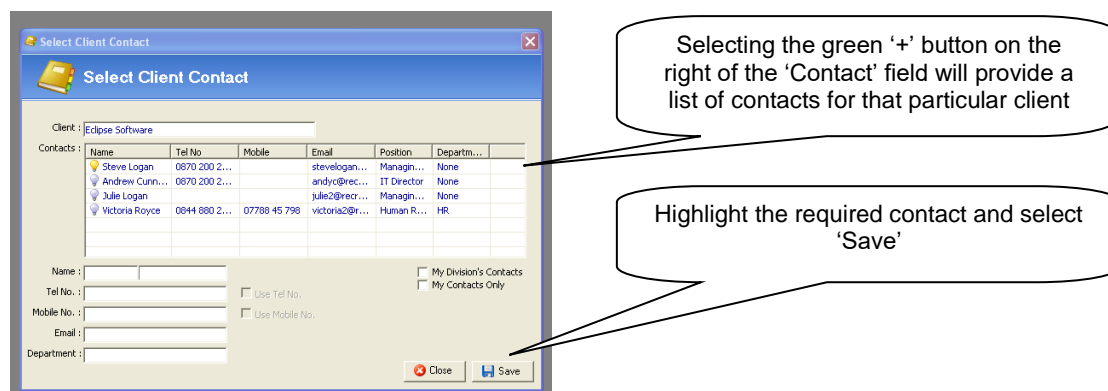 Select Client Contact
Select Client Contact
Client : Eclipse Software
Contacts :
Name Tel No Mobile Email Position Departm...
Steve Logan 0870 200 2... stevelogan... Managin... None
Andrew Cunn... 0870 200 2... andyc@rec... IT Director None
Julie Logan julie2@recr... Managin... None
Victoria Royce 0844 880 2... 07788 45 798 victoria2@r... Human R... HR
Name :
My Division's Contacts
Tel No. :
Use Tel No.
My Contacts Only
Mobile No. :
Use Mobile No.
Email :
Department :
Close Save
Selecting the green ‘+’ button on the
right of the ‘Contact’ field will provide a
list of contacts for that particular client
Highlight the required contact and select
‘Save’